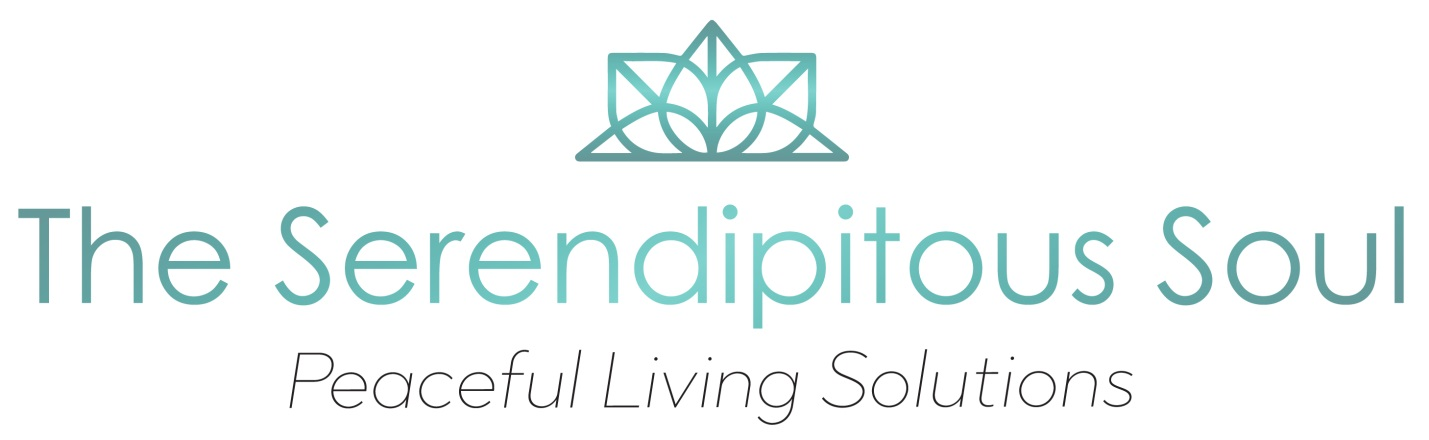 The Serendipitous Soul
Peaceful Living Solutions